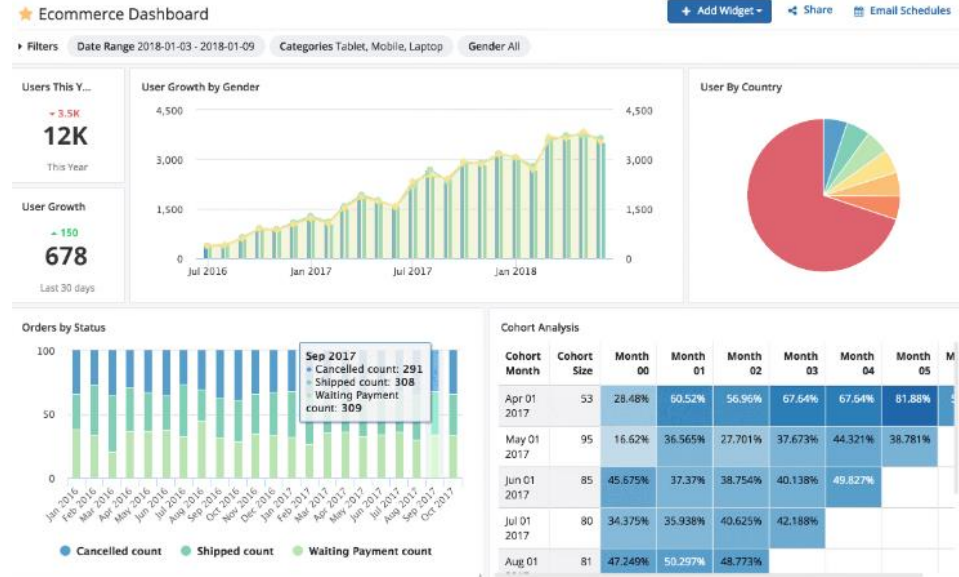 Ecommerce Dashboard
+ Add Widget
Share
Email Schedules
Filters
Date Range 2018-01-03 - 2018-01-09
Categories Tablet, Mobile, Laptop
Gender All
Users This Y...
3.5K
12K
This Year
User Growth
150
678
Last 30 days
User Growth by Gender
4,500
3,000
1,500
0
4,500
3,000
1,500
0
Jul 2016
Jan 2017
Jul 2017
Jan 2018
User By Country
Orders by Status
100
50
0
Sep 2017
Cancelled count: 291
Shipped count: 308
Waiting Payment
count: 309
Jan 2016
Feb 2016
Mar 2016
Apr 2016
May 2016
Jun 2016
Jul 2016
Aug 2016
Sep 2016
Oct 2016
Nov 2016
Dec 2016
Jan 2017
Feb 2017
Mar 2017
Apr 2017
May 2017
Jun 2017
Jul 2017
Aug 2017
Sep 2017
Oct 2017
Cancelled count
Shipped count
Waiting Payment count
Cohort Analysis
Cohort Month Cohort Size Month 00 Month 01 Month 02 Month 03 Month 04 Month 05 M
Apr 01 2017 53 28.48% 60.52% 56.96% 67.64% 67.64% 81.88%
May 01 2017 95 16.62% 36.565% 27.701% 37.673% 44.321% 38.781%
Jun 01 2017 85 45.675% 37.37% 38.754% 40.138% 49.827%
Jul 01 2017 80 34.375% 35.938% 40.625% 42.188%
Aug 01 81 47.249% 50.297% 48.773%